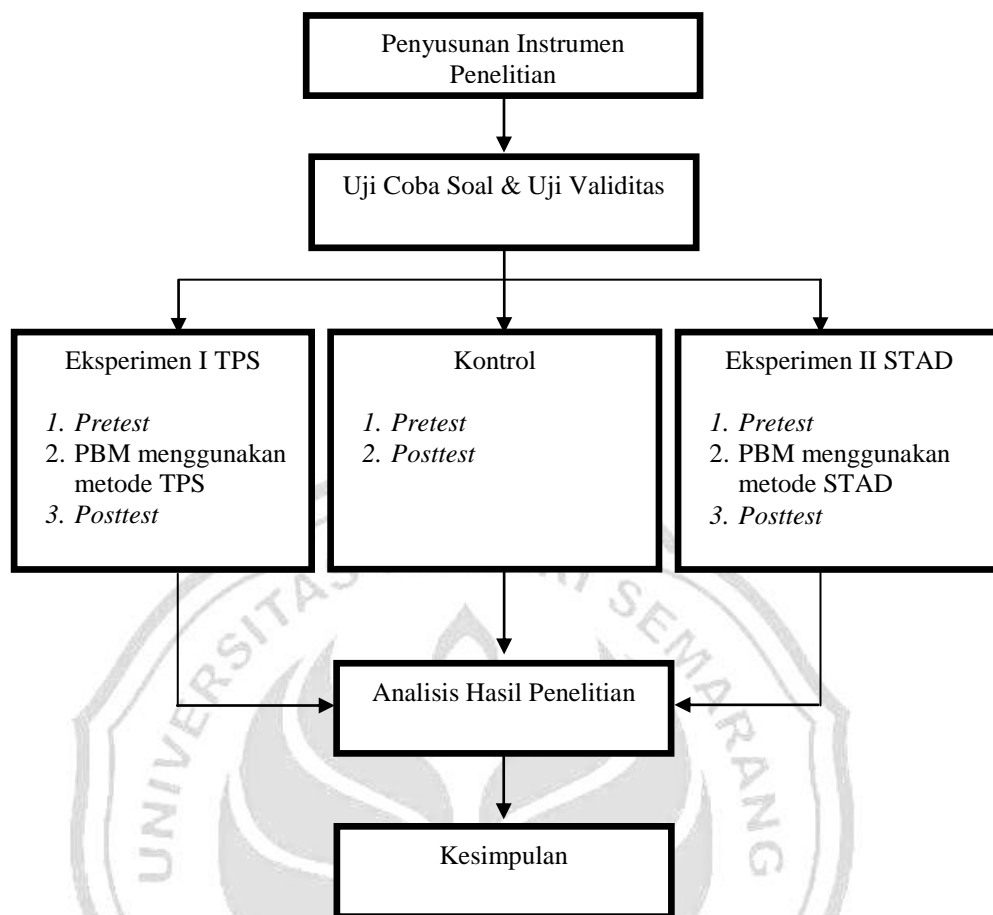 Penyusunan Instrumen
Penelitian
Uji Coba Soal & Uji Validitas
Eksperimen I TPS
1. Pretest
2. PBM menggunakan
metode TPS
3. Posttest
Kontrol
1. Pretest
2. Posttest
Eksperimen II STAD
1. Pretest
2. PBM menggunakan
metode STAD
3. Posttest
Analisis Hasil Penelitian
Kesimpulan
UNIVERSITAS SEMARANG